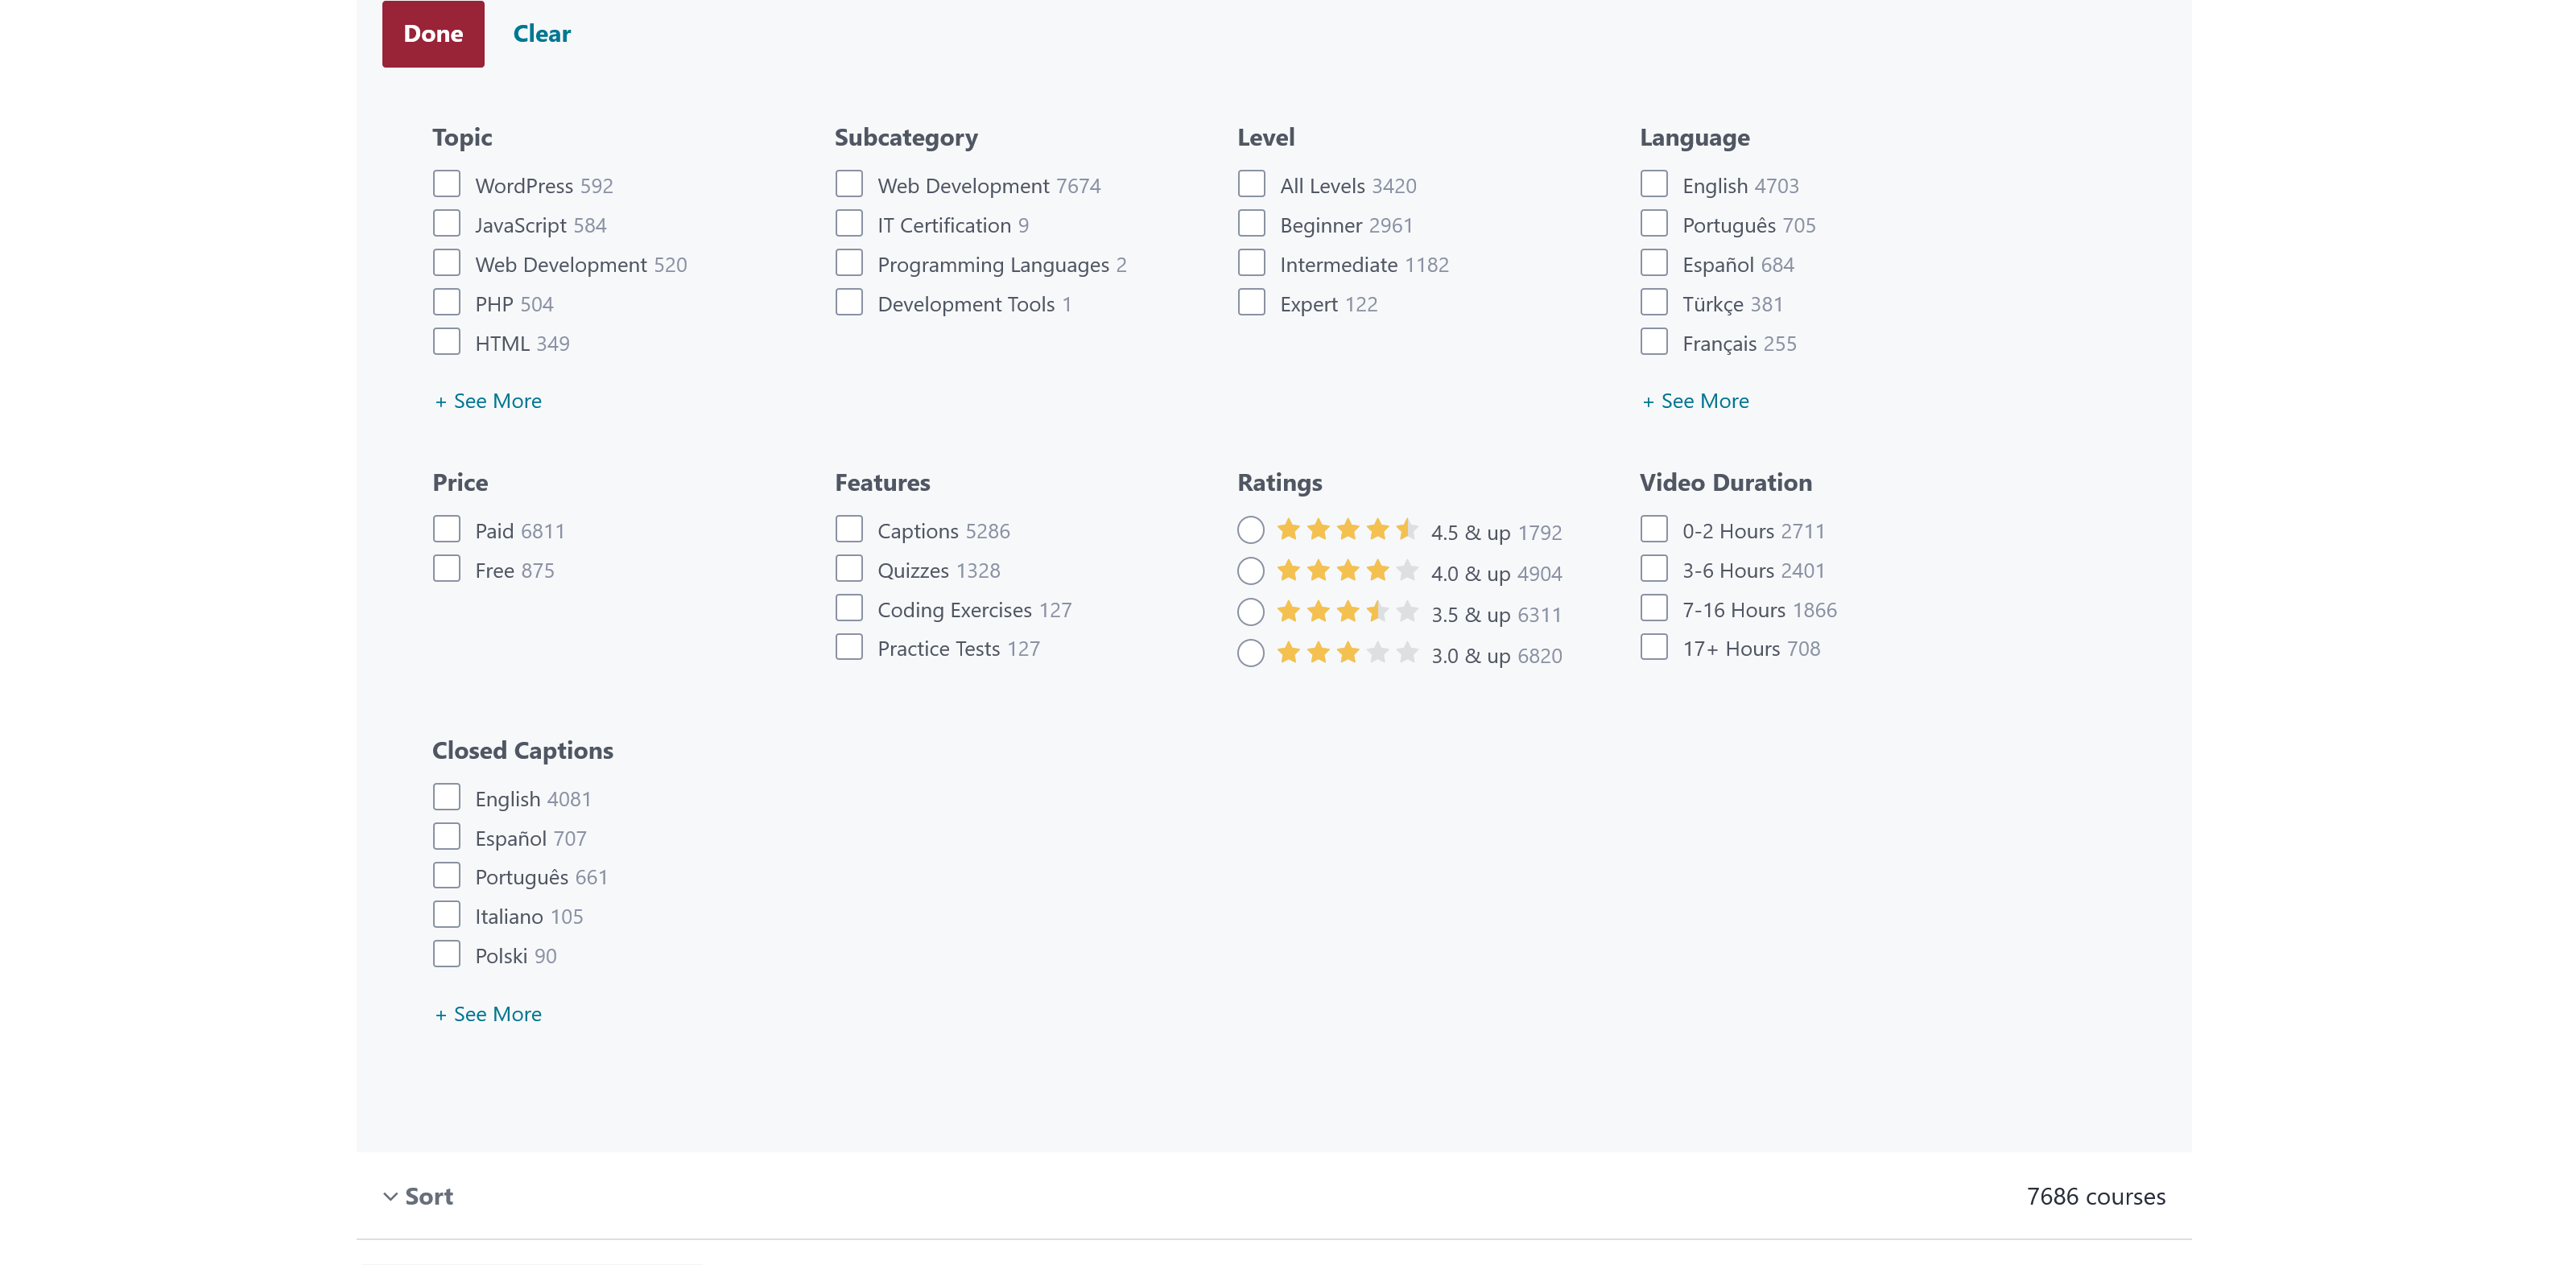 Done Clear
Topic
WordPress 592
JavaScript 584
Web Development 520
PHP 504
HTML 349
+ See More
Subcategory
Web Development 7674
IT Certification 9
Programming Languages 2
Development Tools 1
Level
All Levels 3420
Beginner 2961
Intermediate 1182
Expert 122
Language
English 4703
Português 705
Español 684
Türkçe 381
Français 255
+ See More
Price
Paid 6811
Free 875
Features
Captions 5286
Quizzes 1328
Coding Exercises 127
Practice Tests 127
Ratings
4.5 & up 1792
4.0 & up 4904
3.5 & up 6311
3.0 & up 6820
Video Duration
0-2 Hours 2711
3-6 Hours 2401
7-16 Hours 1866
17+ Hours 708
Closed Captions
English 4081
Español 707
Português 661
Italiano 105
Polski 90
+ See More
Sort
7686 courses